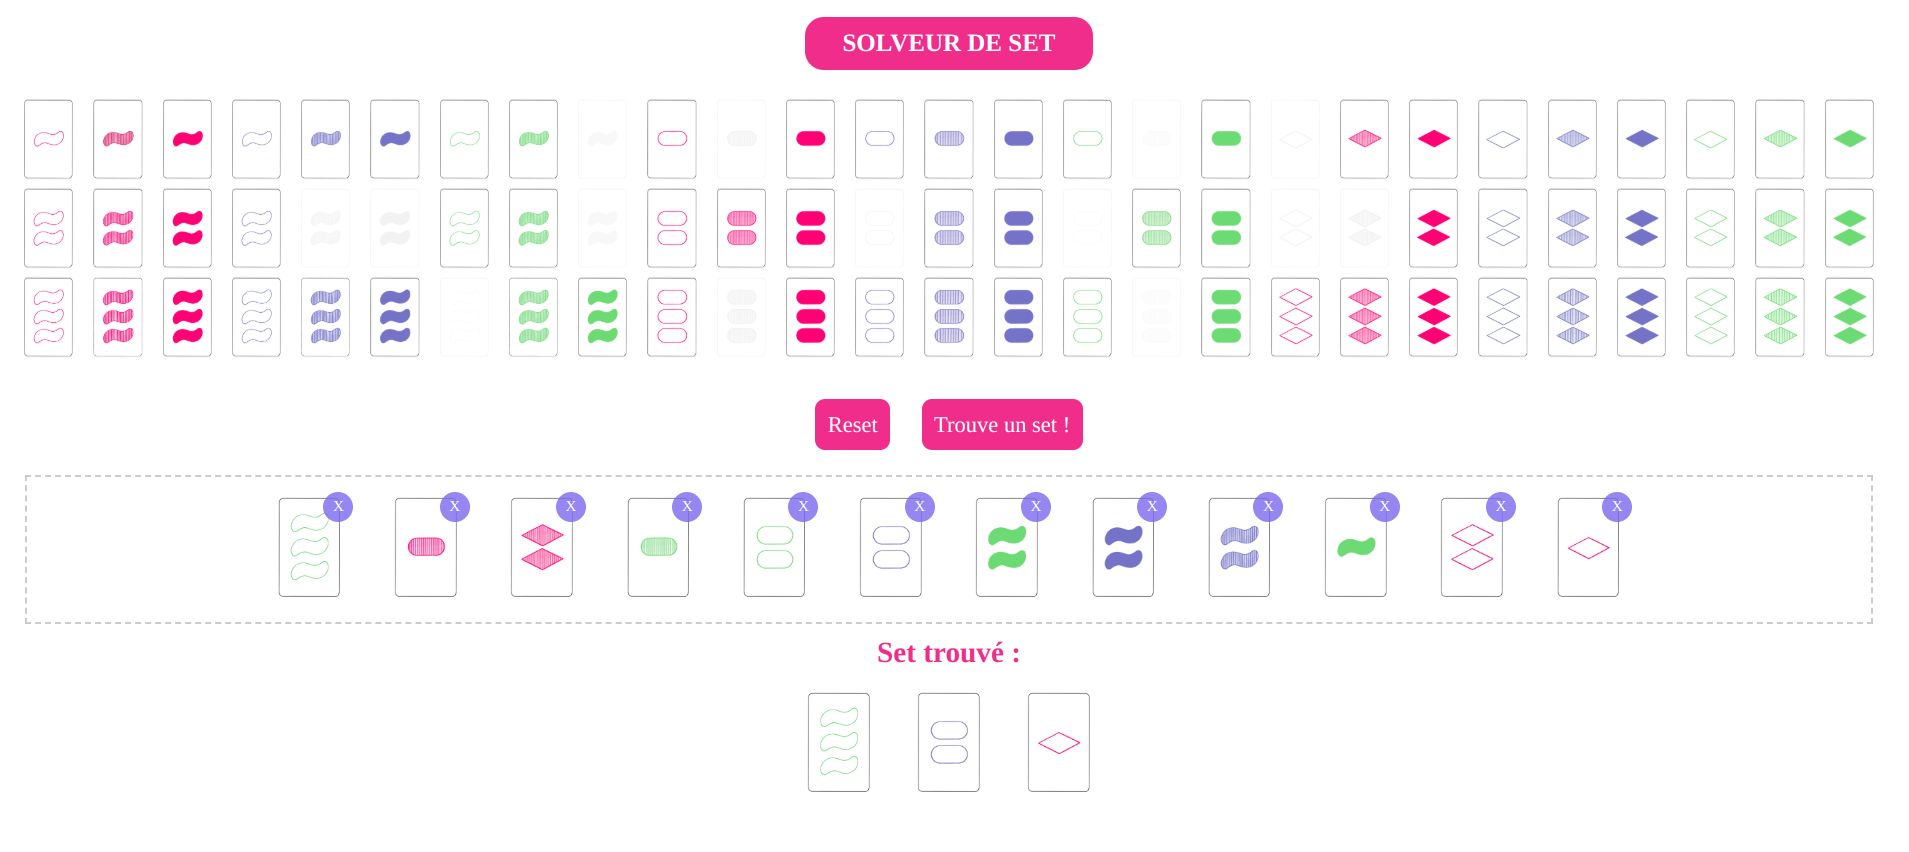 SOLVEUR DE SET
Reset
Trouve un set !
X X X X X X X X X X X X
Set trouvé :